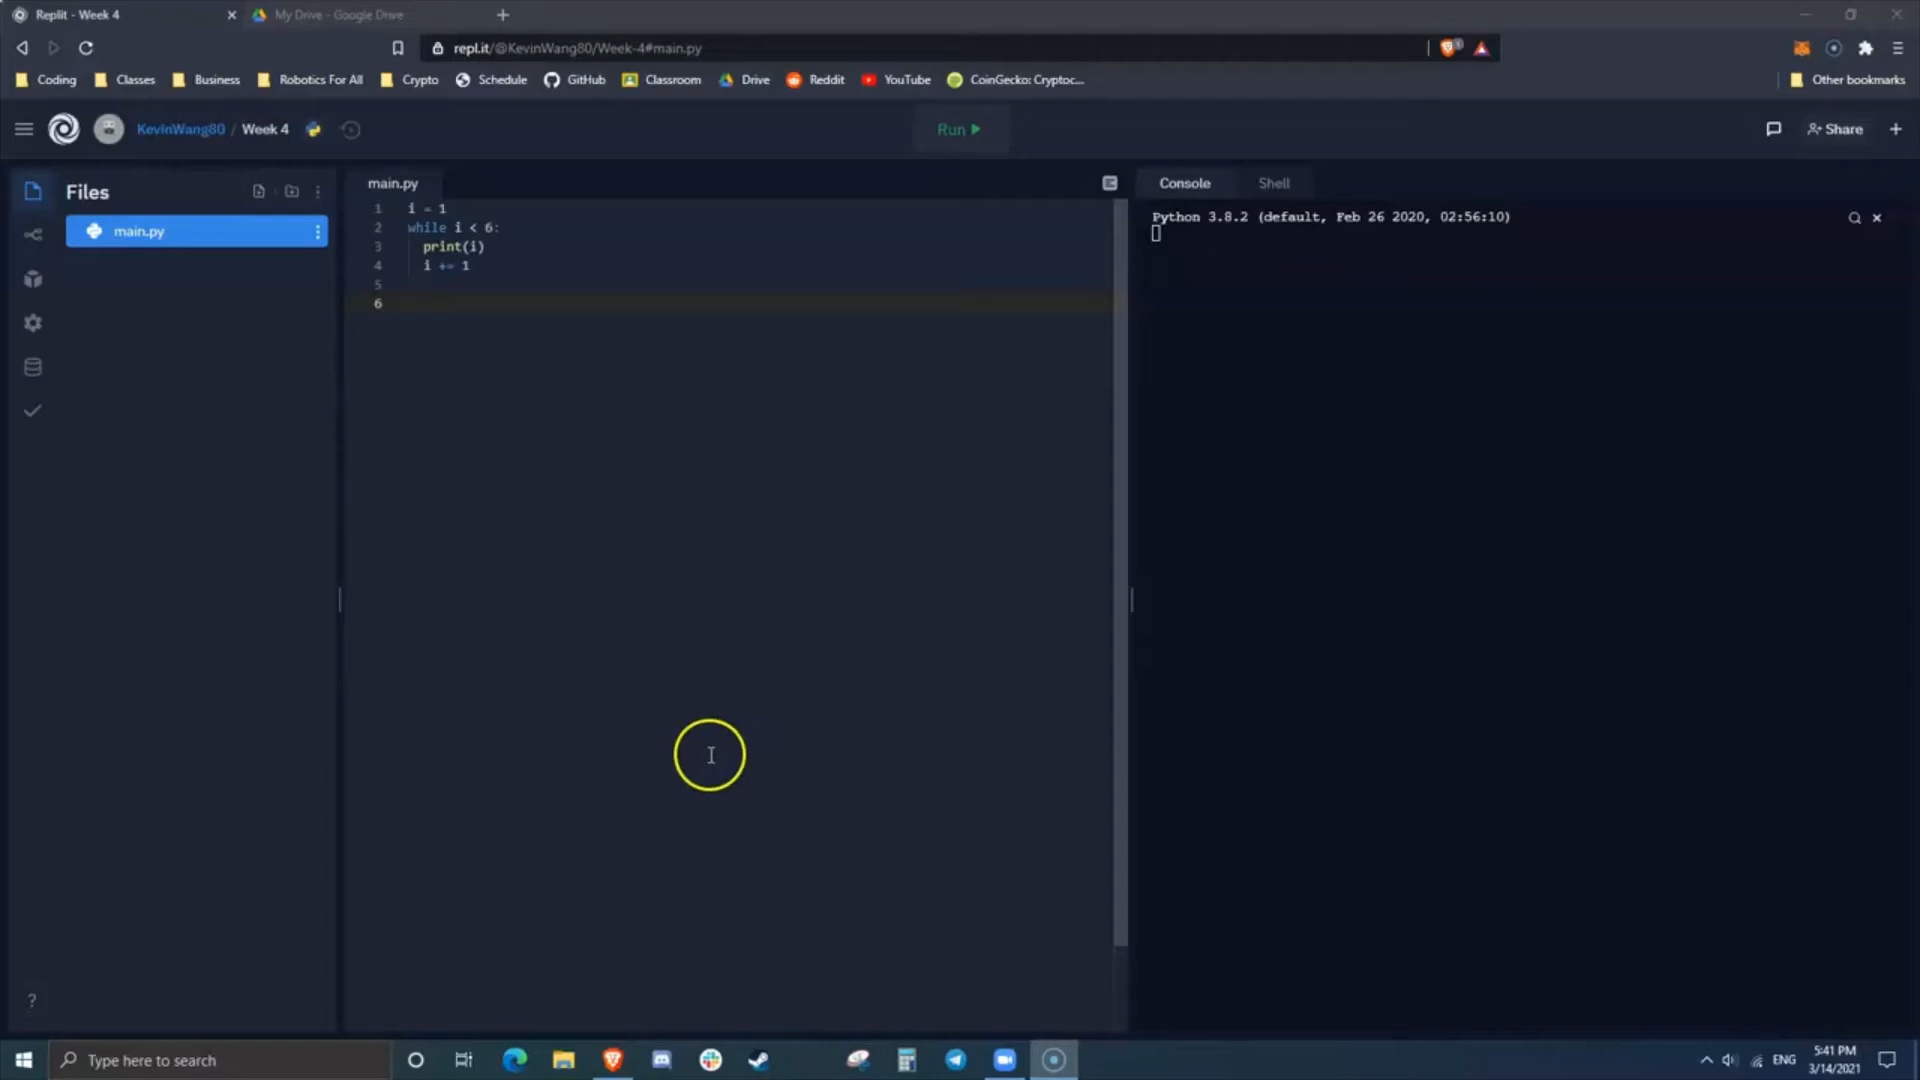 Replit - Week 4
My Drive - Google Drive
repl.it/@KevinWang80/Week-4#main.py
Coding
Classes
Business
Robotics For All
Crypto
Schedule
GitHub
Classroom
Drive
Reddit
YouTube
CoinGecko: Cryptoc...
Other bookmarks
KevinWang80 / Week 4
Run
Share
Files
main.py
main.py
1 i = 1
2 while i < 6:
3 print(i)
4 i += 1
5
6
Console
Shell
Python 3.8.2 (default, Feb 26 2020, 02:56:10)
?
Type here to search
ENG
5:41 PM
3/14/2021